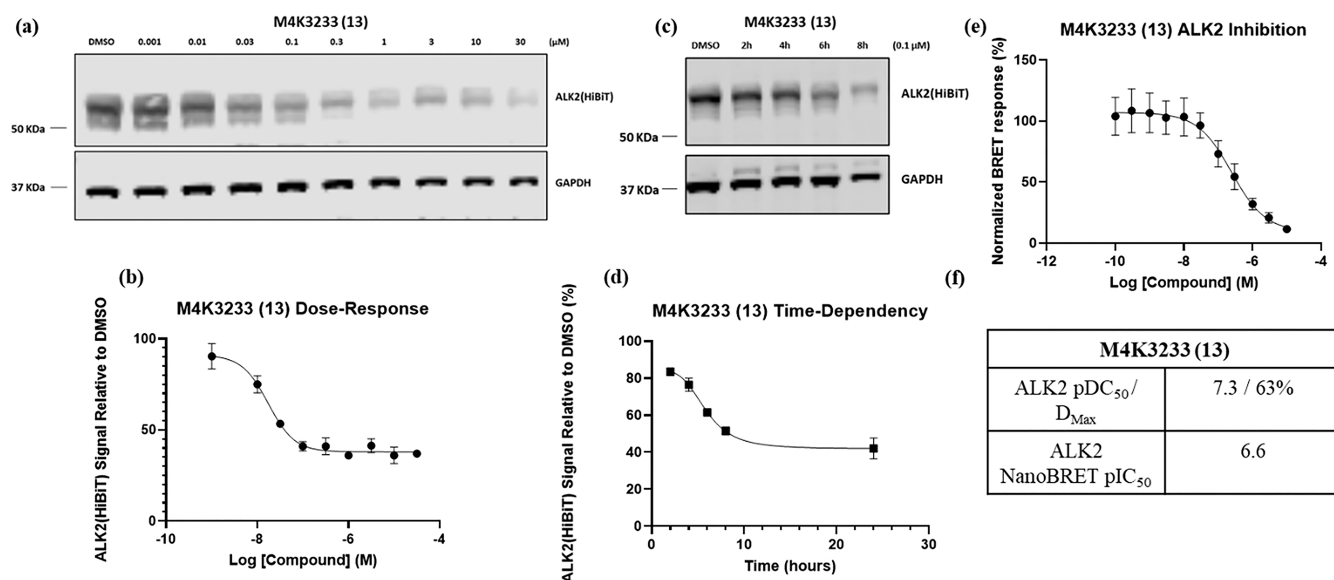 (a)
M4K3233 (13)
DMSO 0.001 0.01 0.03 0.1 0.3 1 3 10 30 (μM)
ALK2(HiBiT)
50 KDa
37 KDa
GAPDH
(c)
M4K3233 (13)
DMSO 2h 4h 6h 8h (0.1 μM)
ALK2(HiBiT)
50 KDa
37 KDa
GAPDH
(e)
M4K3233 (13) ALK2 Inhibition
Normalized BRET response (%)
150
100
50
0
-12 -10 -8 -6 -4
Log [Compound] (M)
(b)
M4K3233 (13) Dose-Response
ALK2(HiBiT) Signal Relative to DMSO
100
50
0
-10 -8 -6 -4
Log [Compound] (M)
(d)
M4K3233 (13) Time-Dependency
ALK2(HiBiT) Signal Relative to DMSO (%)
100
80
60
40
20
0
0 10 20 30
Time (hours)
(f)
M4K3233 (13)
ALK2 pDC50 / 7.3 / 63%
DMax
ALK2 6.6
NanoBRET pIC50